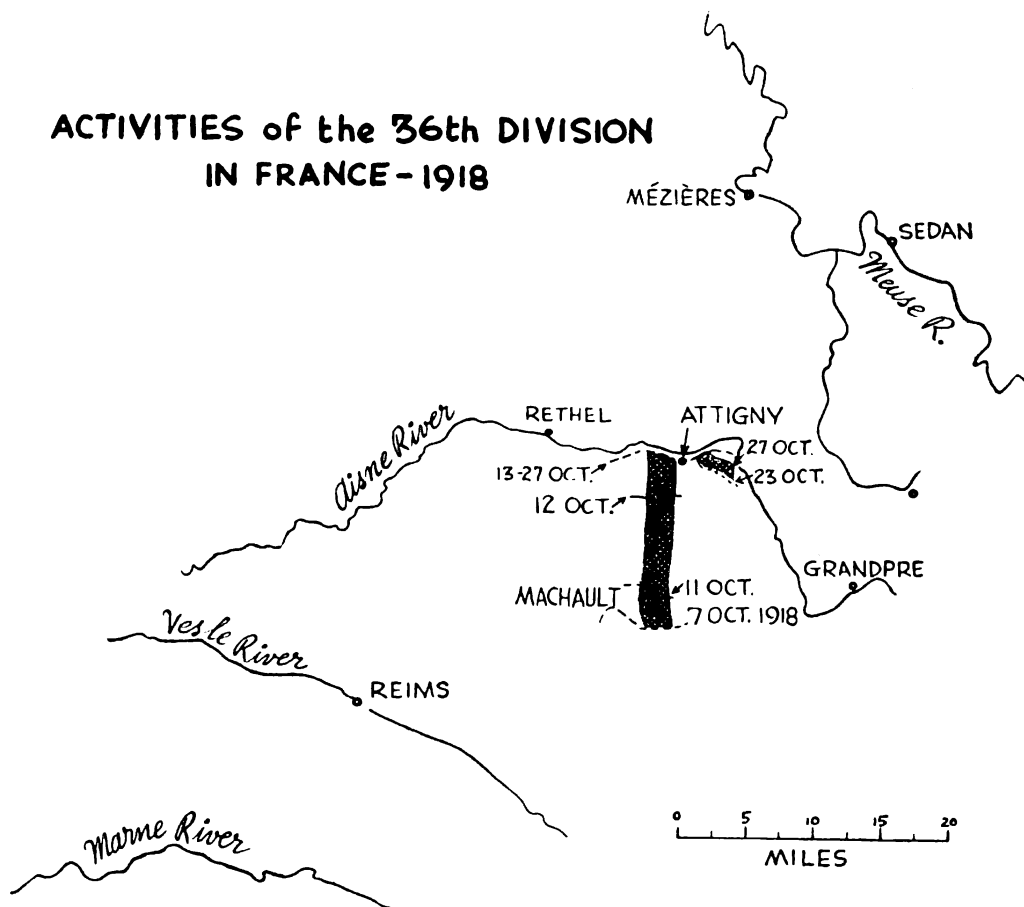 ACTIVITIES of the 36th DIVISION
IN FRANCE - 1918
MÉZIÈRES
SEDAN
Meuse R.
Aisne River
RETHEL
ATTIGNY
27 OCT.
13-27 OCT.
23 OCT.
12 OCT.
GRANDPRE
MACHAULT
11 OCT.
7 OCT. 1918
Vesle River
REIMS
Marne River
0 5 10 15 20
MILES